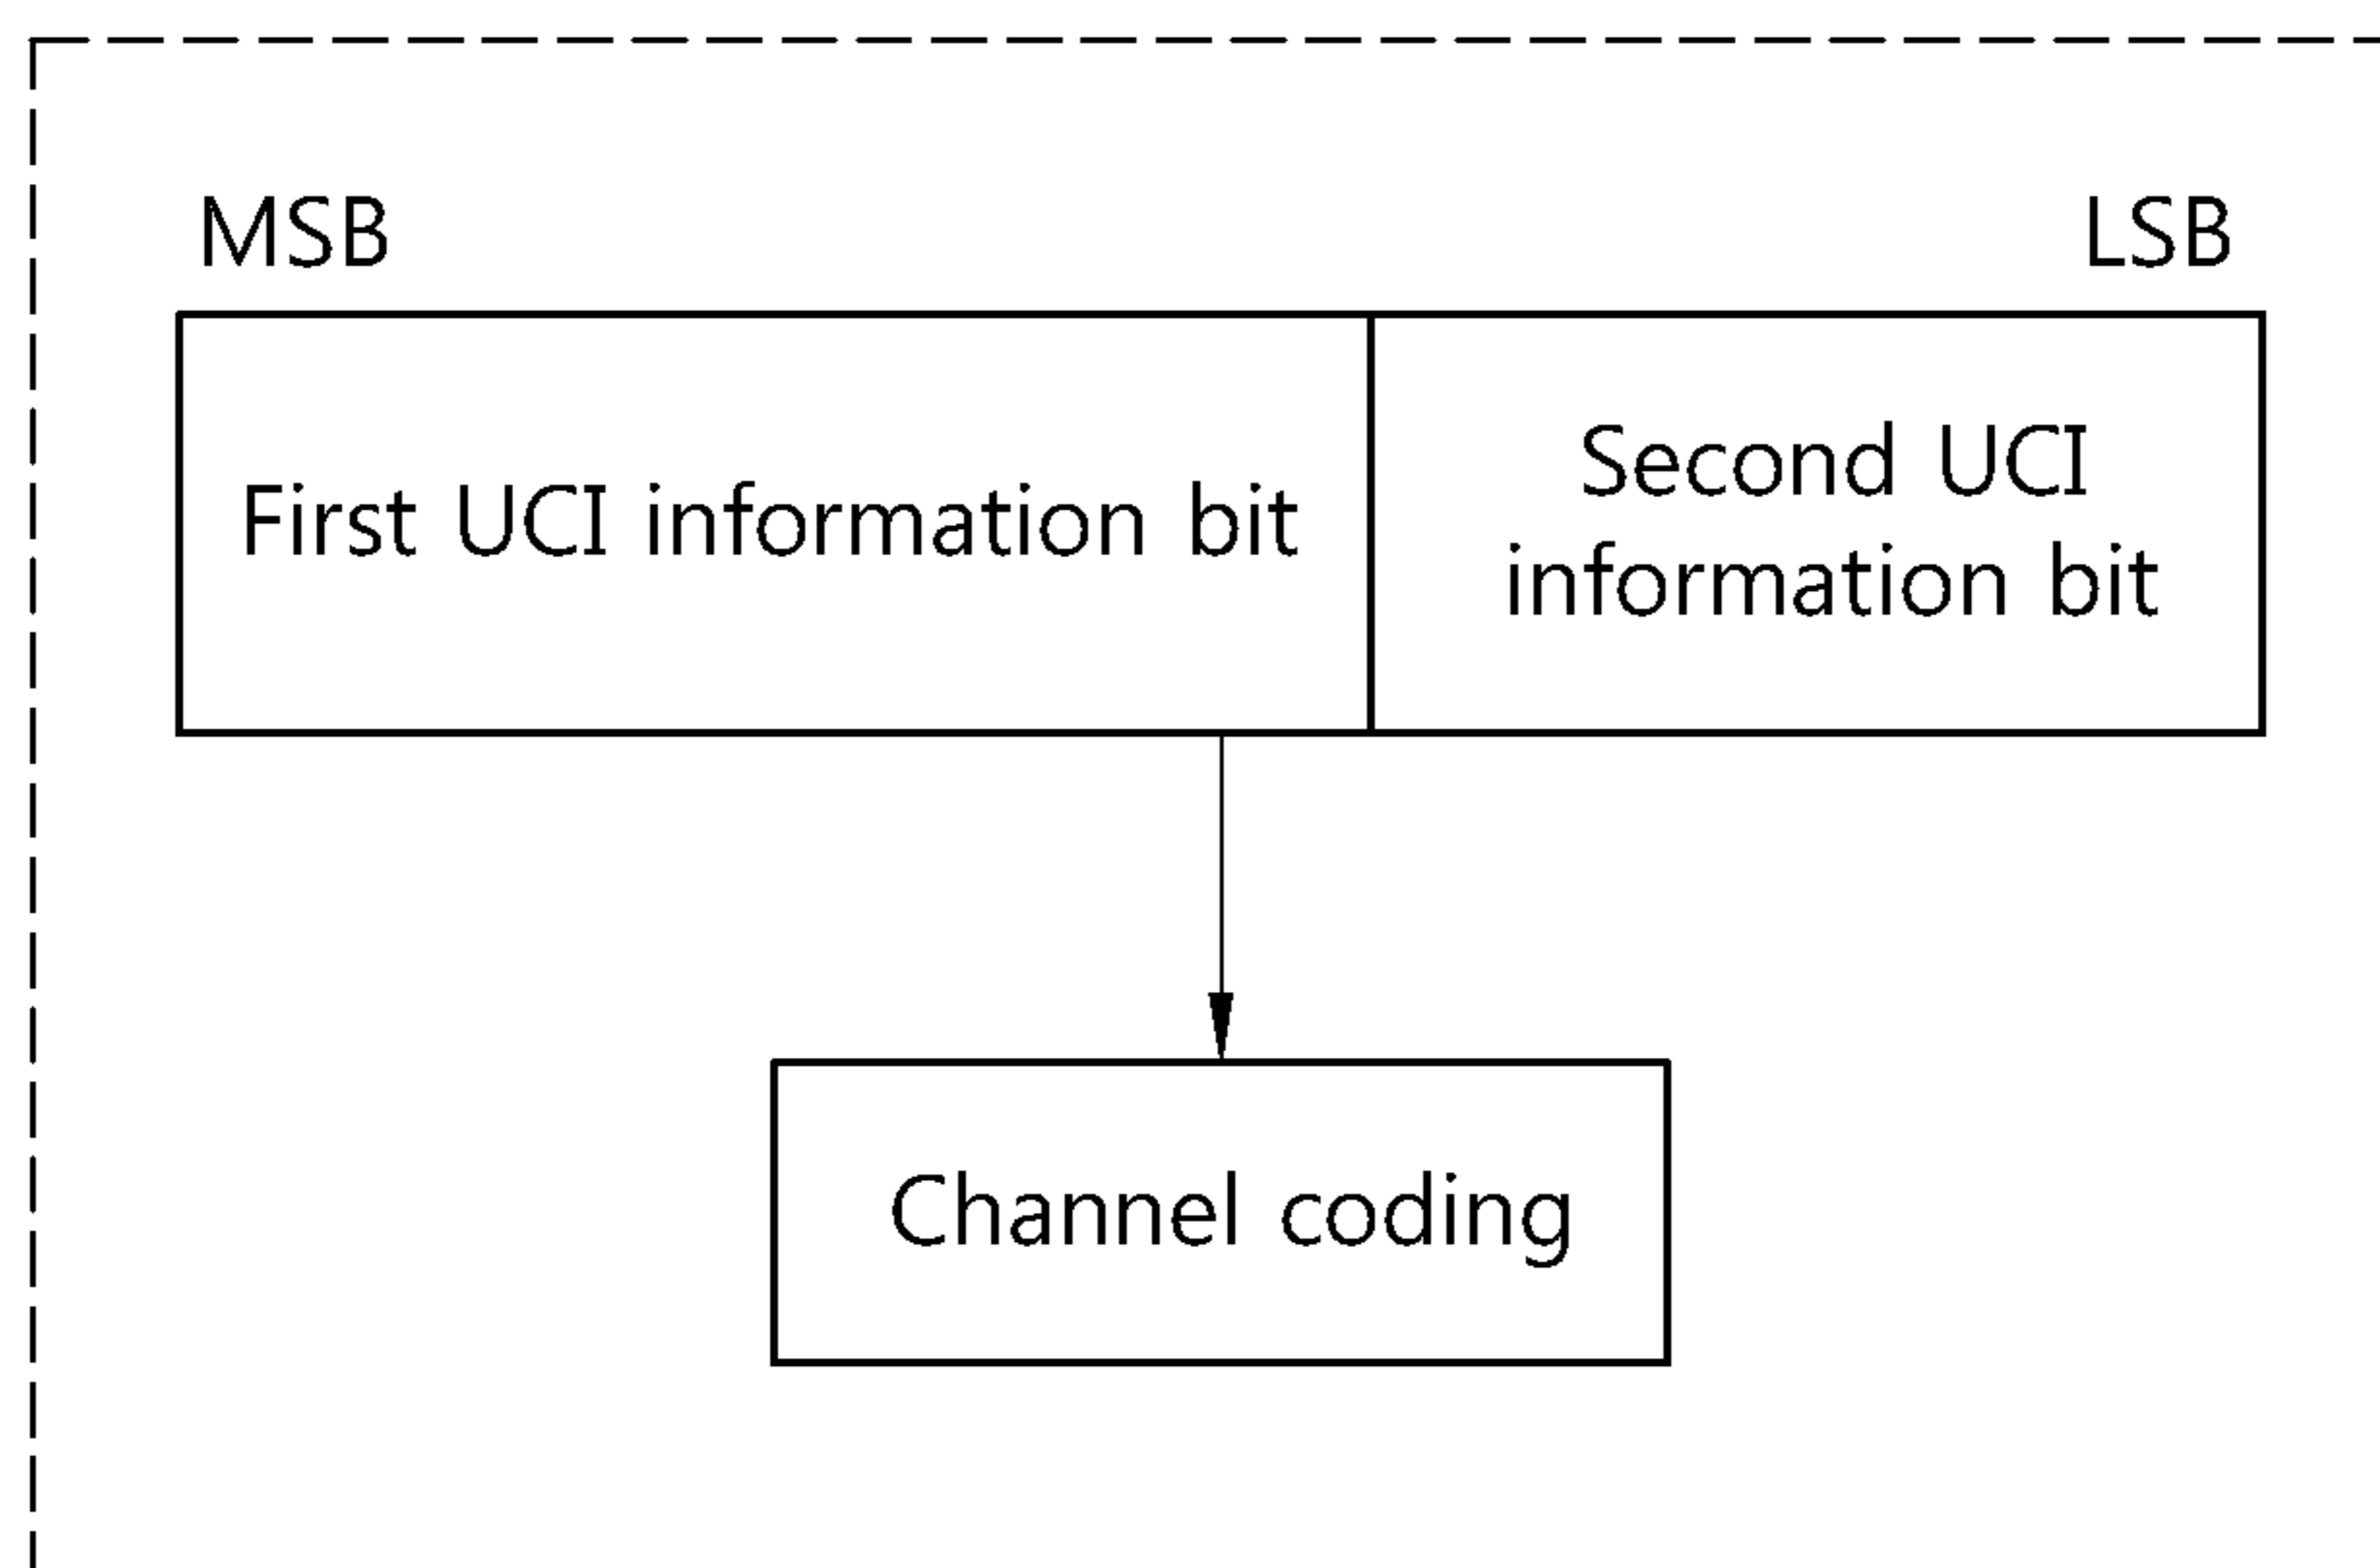 MSB LSB
First UCI information bit
Second UCI
information bit
Channel coding